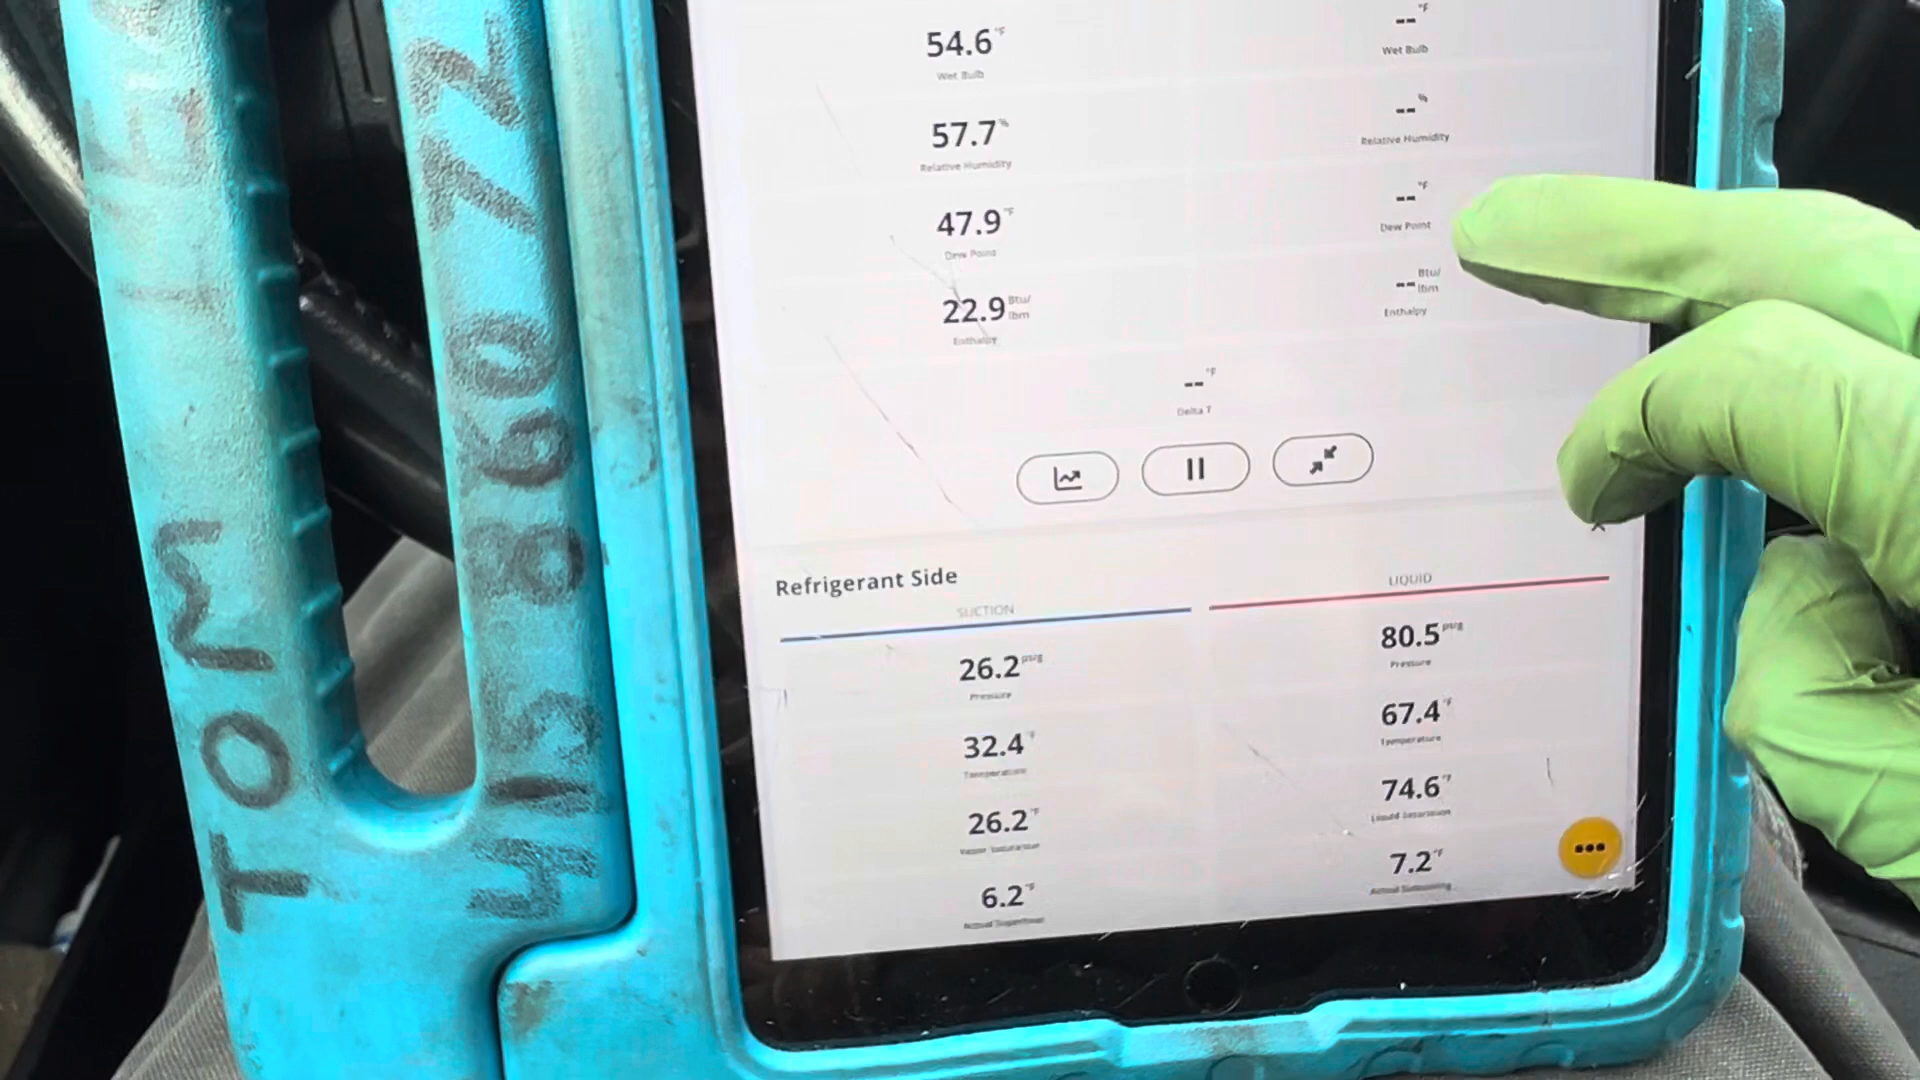 54.6 °F
Wet Bulb
57.7 %
Relative Humidity
47.9 °F
Dew Point
22.9 Btu/lbm
Enthalpy
-- °F
Wet Bulb
-- %
Relative Humidity
-- °F
Dew Point
-- Btu/lbm
Enthalpy
-- °F
Delta T
Refrigerant Side
SUCTION
26.2 psig
Pressure
32.4 °F
Temperature
26.2 °F
Vapor Saturation
6.2 °F
Actual Superheat
LIQUID
80.5 psig
Pressure
67.4 °F
Temperature
74.6 °F
Liquid Saturation
7.2 °F
Actual Subcooling
TOM